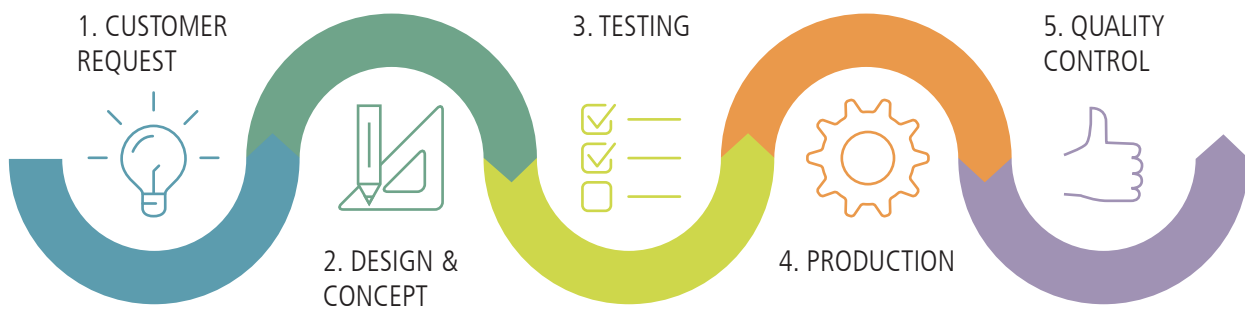 1. CUSTOMER
REQUEST
2. DESIGN &
CONCEPT
3. TESTING
4. PRODUCTION
5. QUALITY
CONTROL